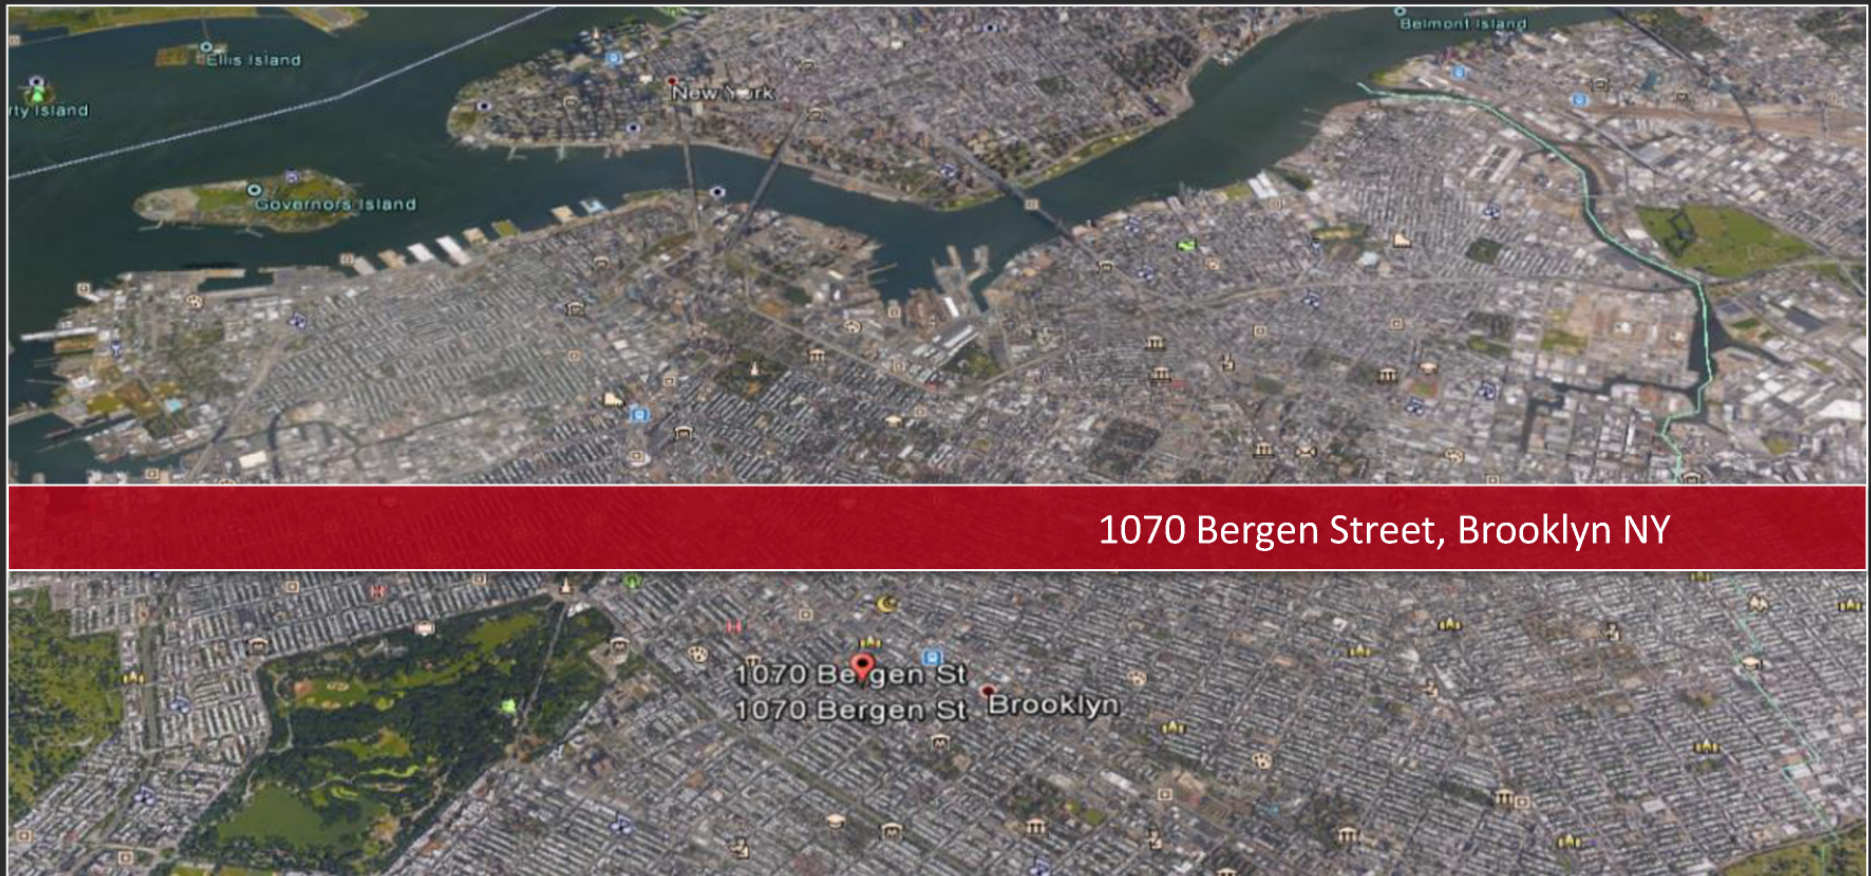 Belmont Island
Ellis Island
New York
rty Island
Governors Island
1070 Bergen Street, Brooklyn NY
1070 Bergen St
1070 Bergen St
Brooklyn